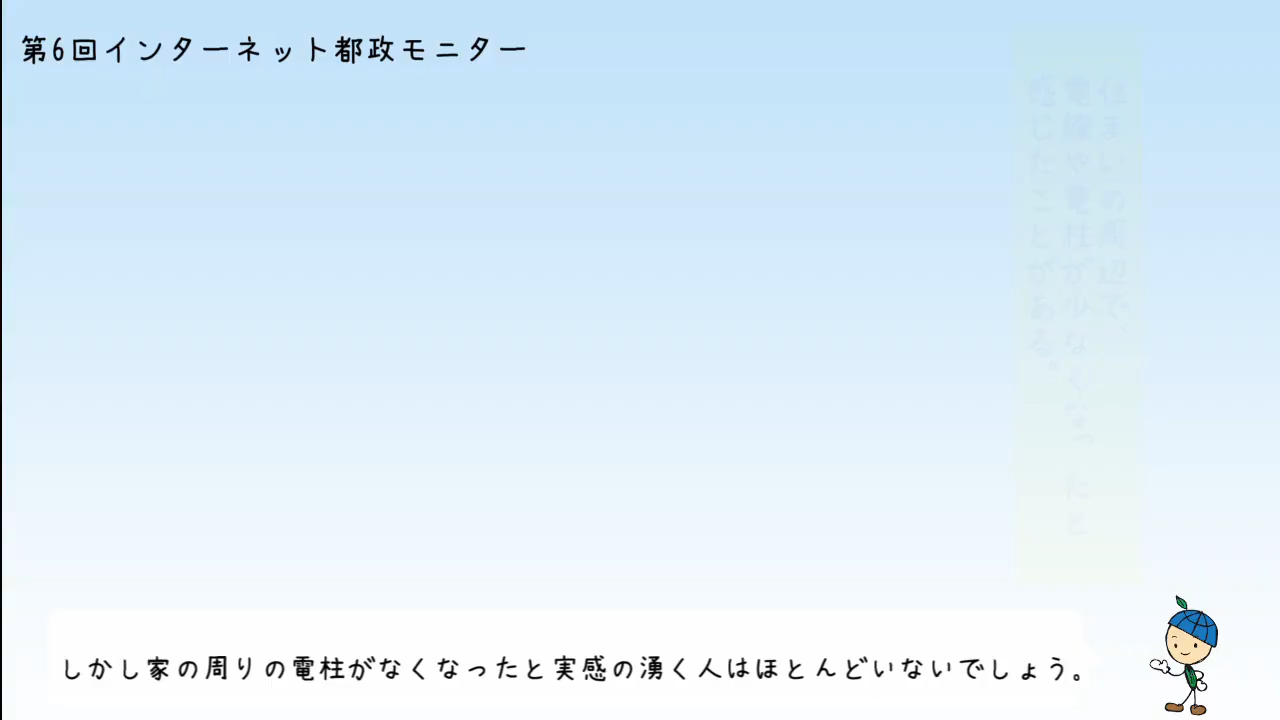 第6回インターネット都政モニター
住まいの周辺で、
電線や電柱が少なくなったと
感じたことがある。
しかし家の周りの電柱がなくなったと実感の湧く人はほとんどいないでしょう。